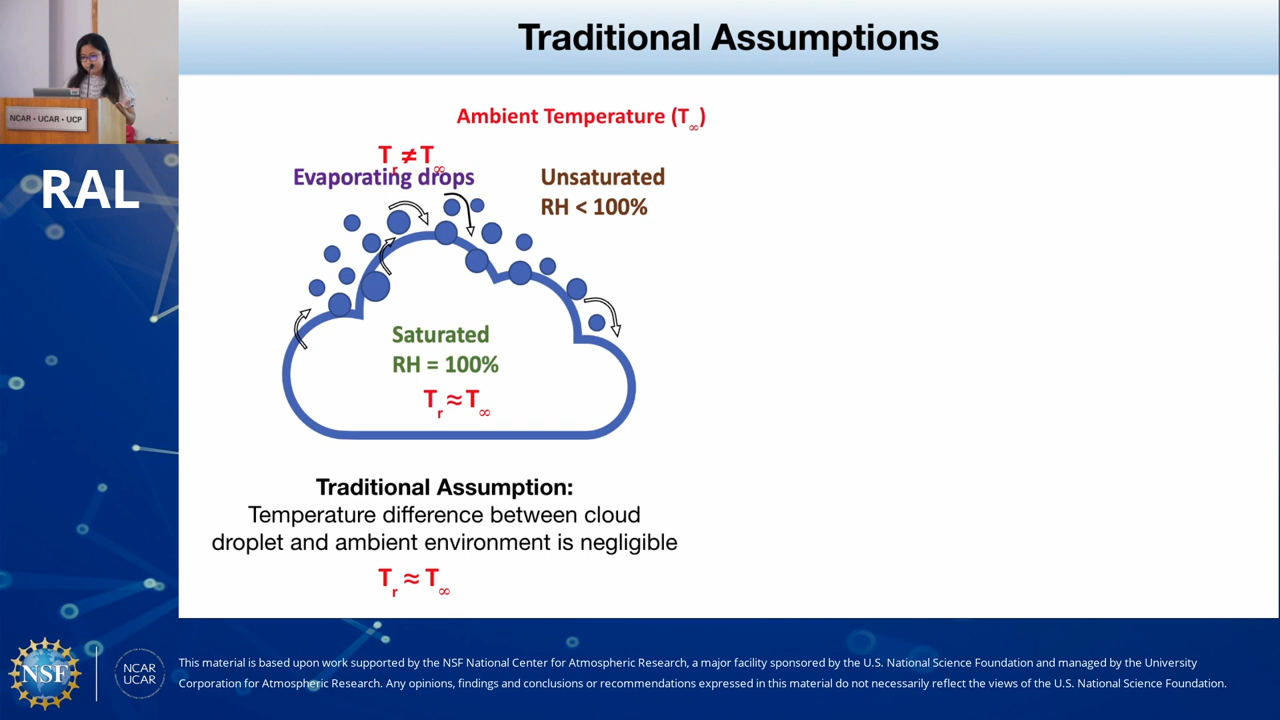 Traditional Assumptions
NCAR • UCAR • UCP
RAL
Ambient Temperature (T∞)
Tr ≠ T∞
Evaporating drops
Unsaturated
RH < 100%
Saturated
RH = 100%
Tr ≈ T∞
Traditional Assumption:
Temperature difference between cloud
droplet and ambient environment is negligible
Tr ≈ T∞
NSF
NCAR
UCAR
This material is based upon work supported by the NSF National Center for Atmospheric Research, a major facility sponsored by the U.S. National Science Foundation and managed by the University
Corporation for Atmospheric Research. Any opinions, findings and conclusions or recommendations expressed in this material do not necessarily reflect the views of the U.S. National Science Foundation.